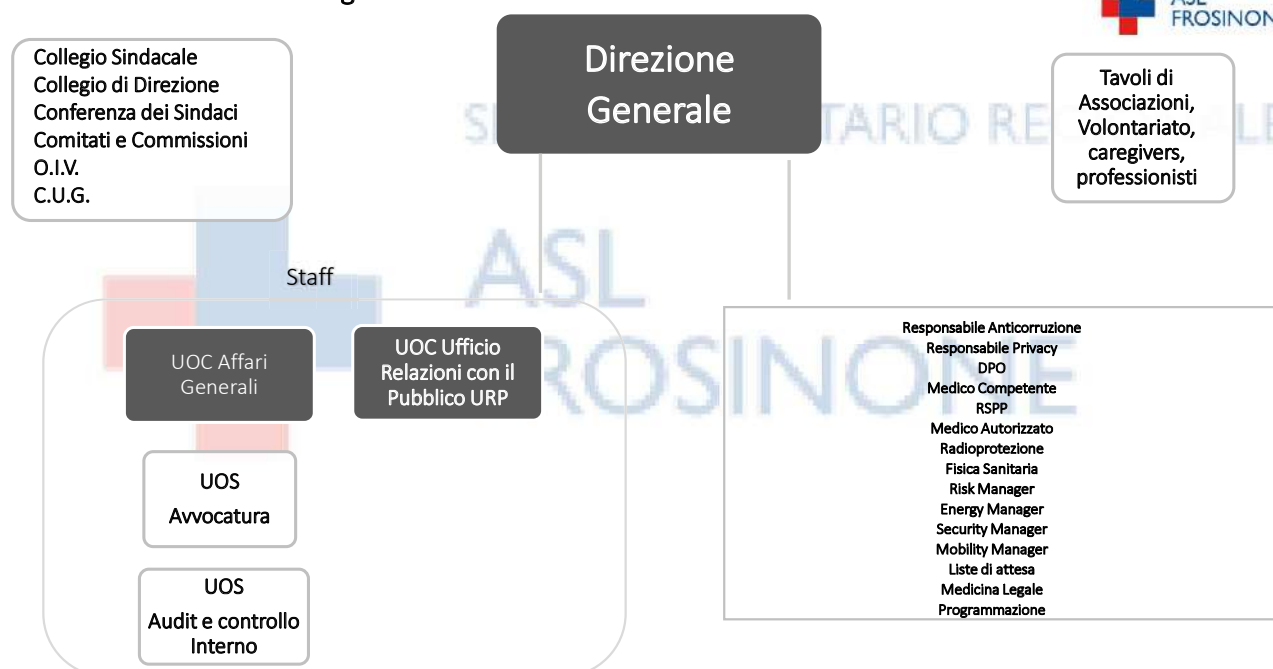 Direzione
Generale
ASL
FROSINON
Collegio Sindacale
Collegio di Direzione
Conferenza dei Sindaci
Comitati e Commissioni
O.I.V.
C.U.G.
Tavoli di
Associazioni,
Volontariato,
caregivers,
professionisti
ASL
FROSINONE
Staff
UOC Affari
Generali
UOC Ufficio
Relazioni con il
Pubblico URP
UOS
Avvocatura
UOS
Audit e controllo
Interno
Responsabile Anticorruzione
Responsabile Privacy
DPO
Medico Competente
RSPP
Medico Autorizzato
Radioprotezione
Fisica Sanitaria
Risk Manager
Energy Manager
Security Manager
Mobility Manager
Liste di attesa
Medicina Legale
Programmazione